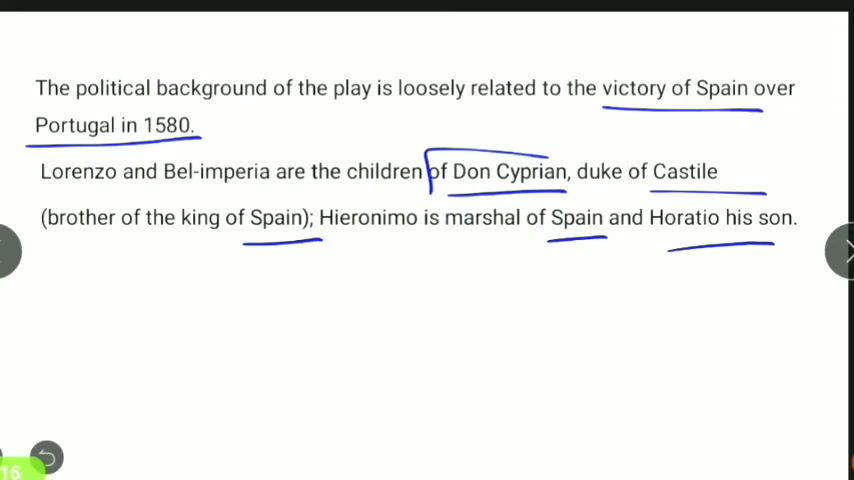 The political background of the play is loosely related to the victory of Spain over
Portugal in 1580.
Lorenzo and Bel-imperia are the children of Don Cyprian, duke of Castile
(brother of the king of Spain); Hieronimo is marshal of Spain and Horatio his son.
16